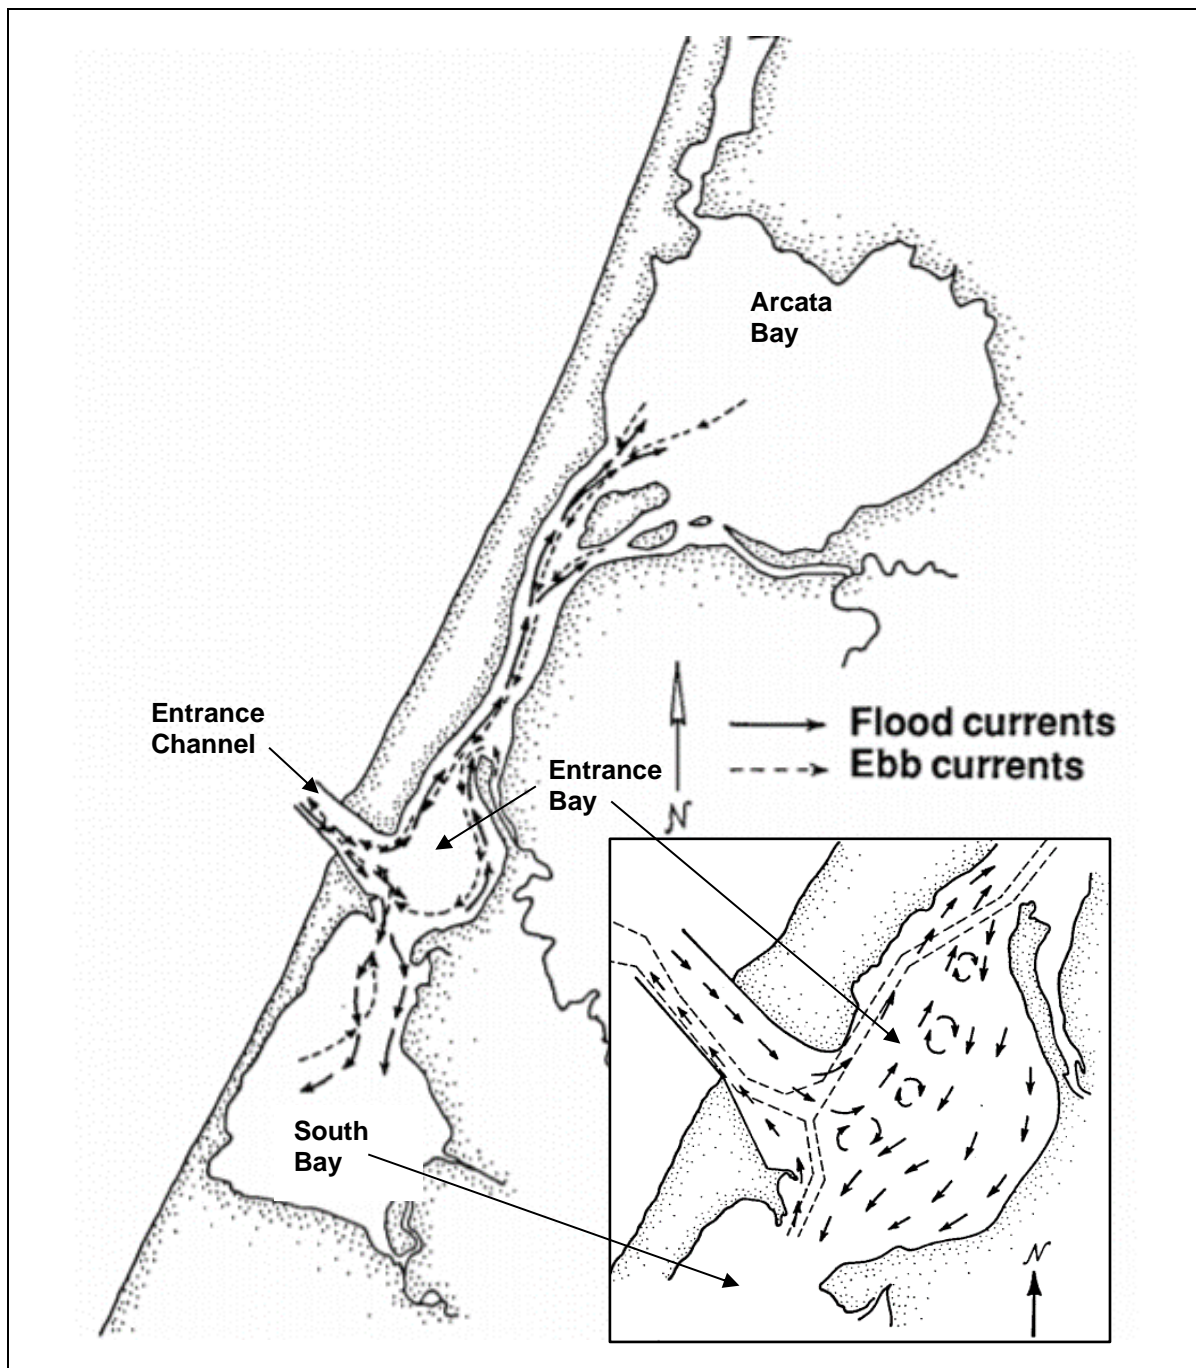 Arcata
Bay
Entrance
Channel
Entrance
Bay
Flood currents
Ebb currents
N
South
Bay
N